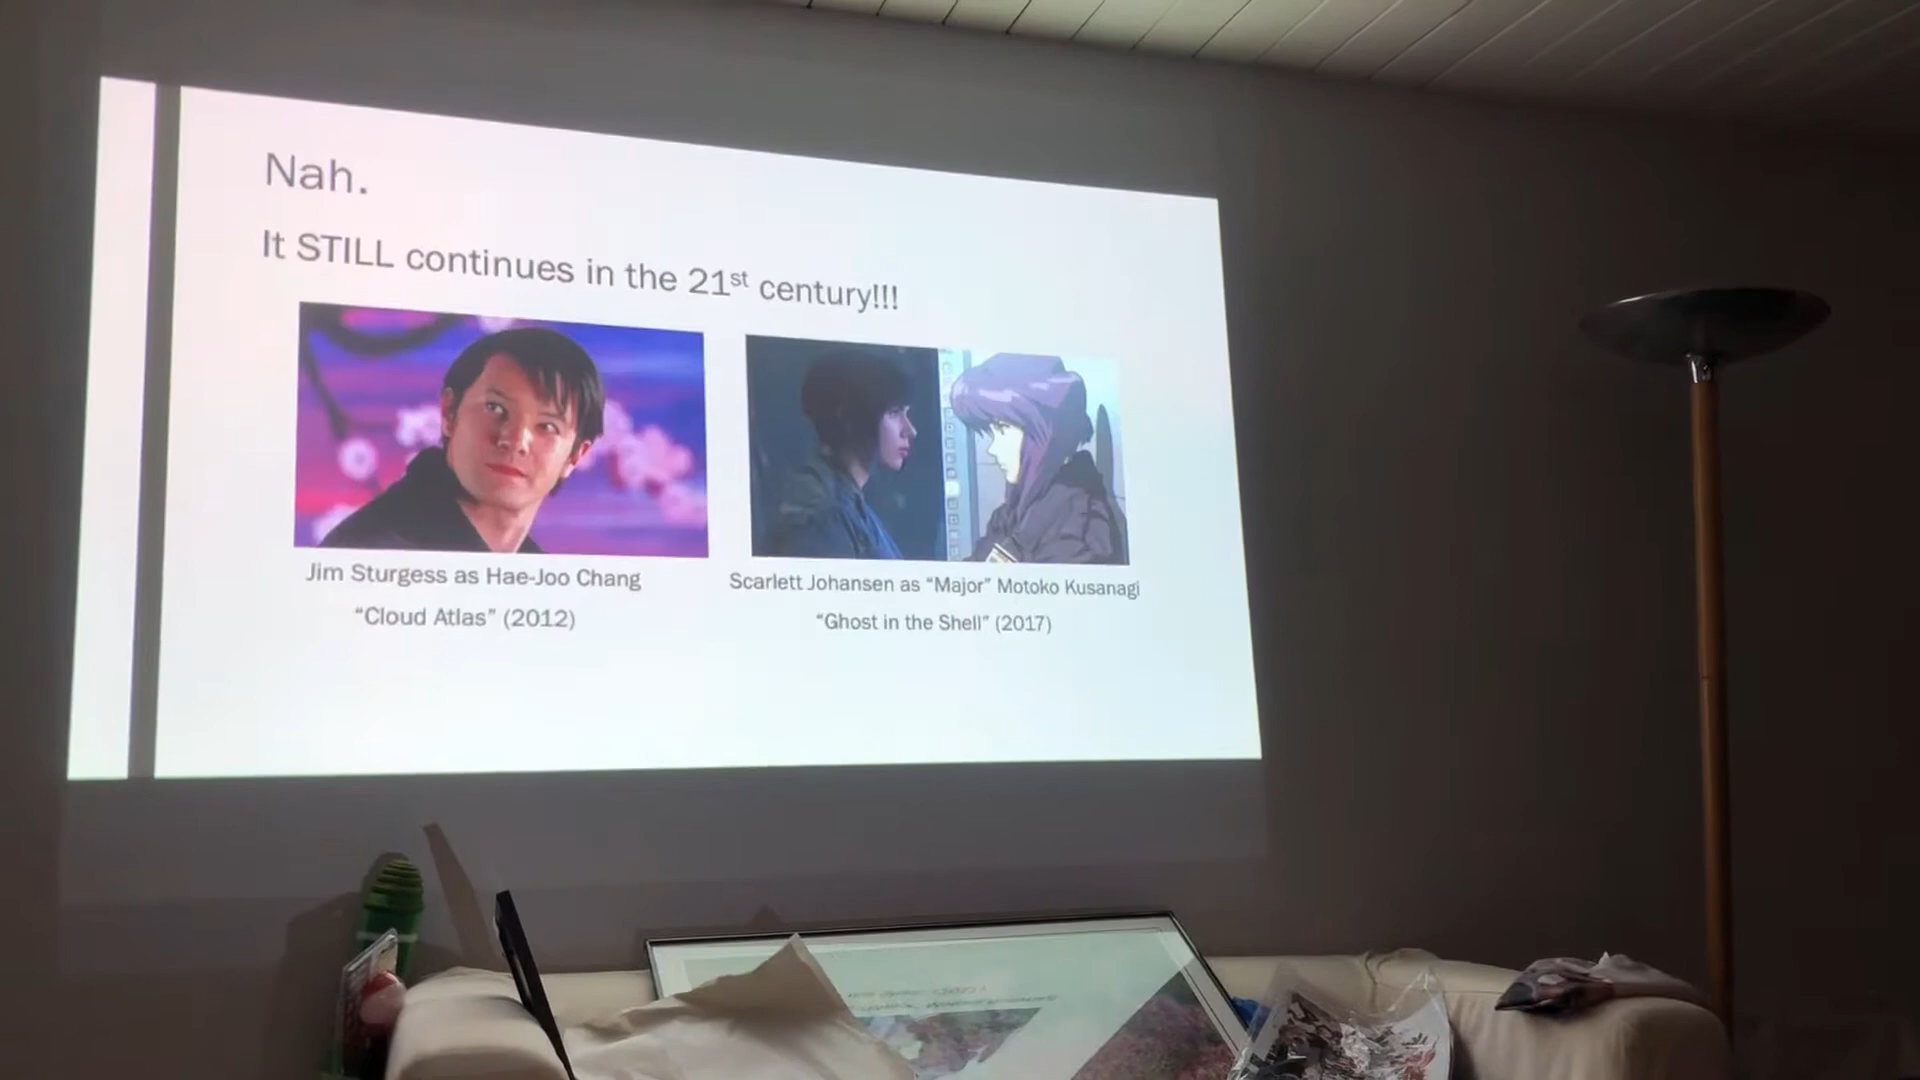 Nah.
It STILL continues in the 21st century!!!
Jim Sturgess as Hae-Joo Chang
“Cloud Atlas” (2012)
Scarlett Johansen as “Major” Motoko Kusanagi
“Ghost in the Shell” (2017)